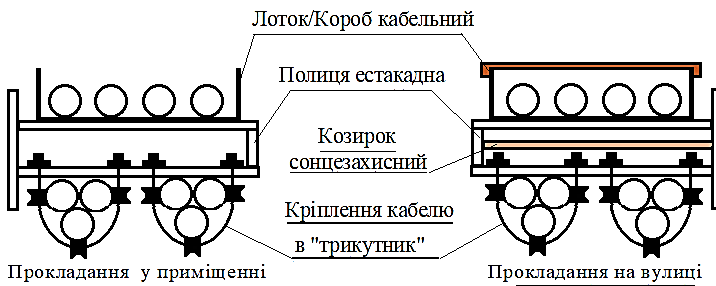 Лоток/Короб кабельний
Полиця естакадна
Козирок
сонцезахисний
Кріплення кабелю
в "трикутник"
Прокладання у приміщенні
Прокладання на вулиці